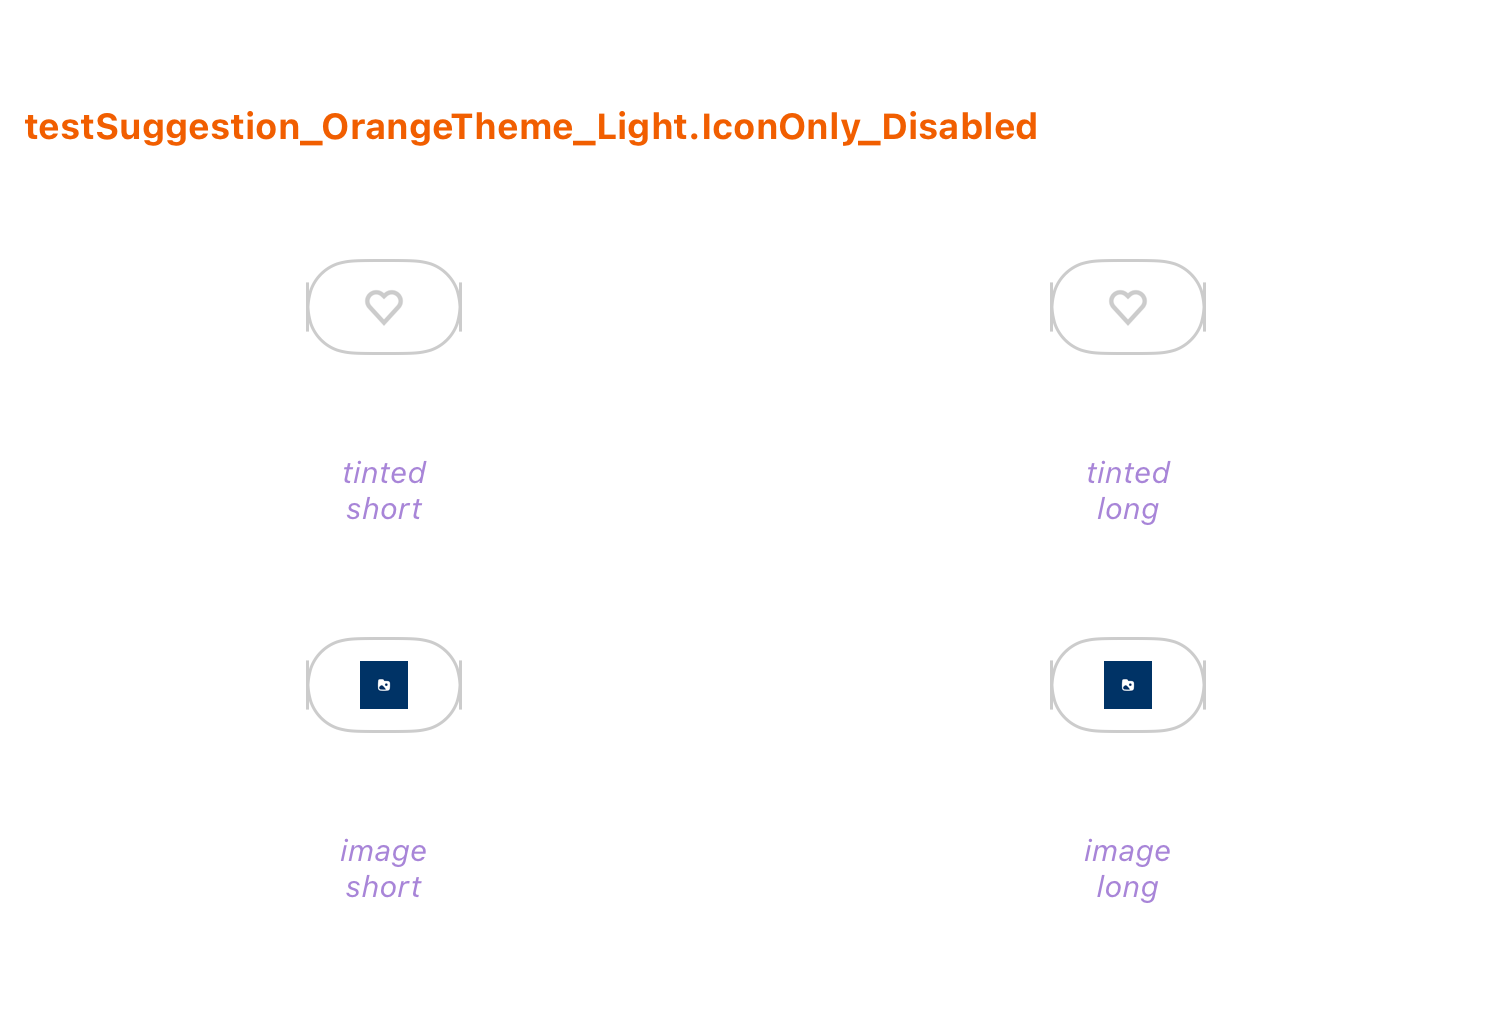 testSuggestion_OrangeTheme_Light.IconOnly_Disabled
tinted
short
tinted
long
image
short
image
long